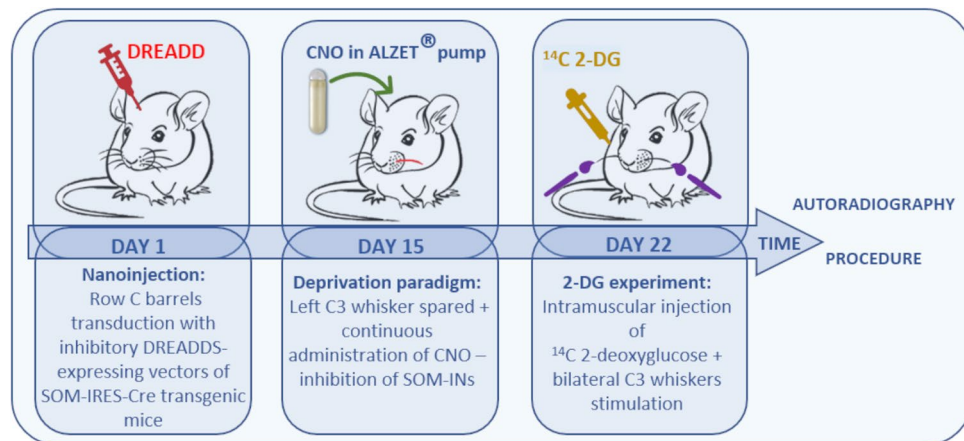 DREADD
CNO in ALZET® pump
¹⁴C 2-DG
DAY 1
DAY 15
DAY 22
TIME
AUTORADIOGRAPHY
PROCEDURE
Nanoinjection:
Row C barrels
transduction with
inhibitory DREADDS-
expressing vectors of
SOM-IRES-Cre transgenic
mice
Deprivation paradigm:
Left C3 whisker spared +
continuous
administration of CNO –
inhibition of SOM-INs
2-DG experiment:
Intramuscular injection
of
¹⁴C 2-deoxyglucose +
bilateral C3 whiskers
stimulation